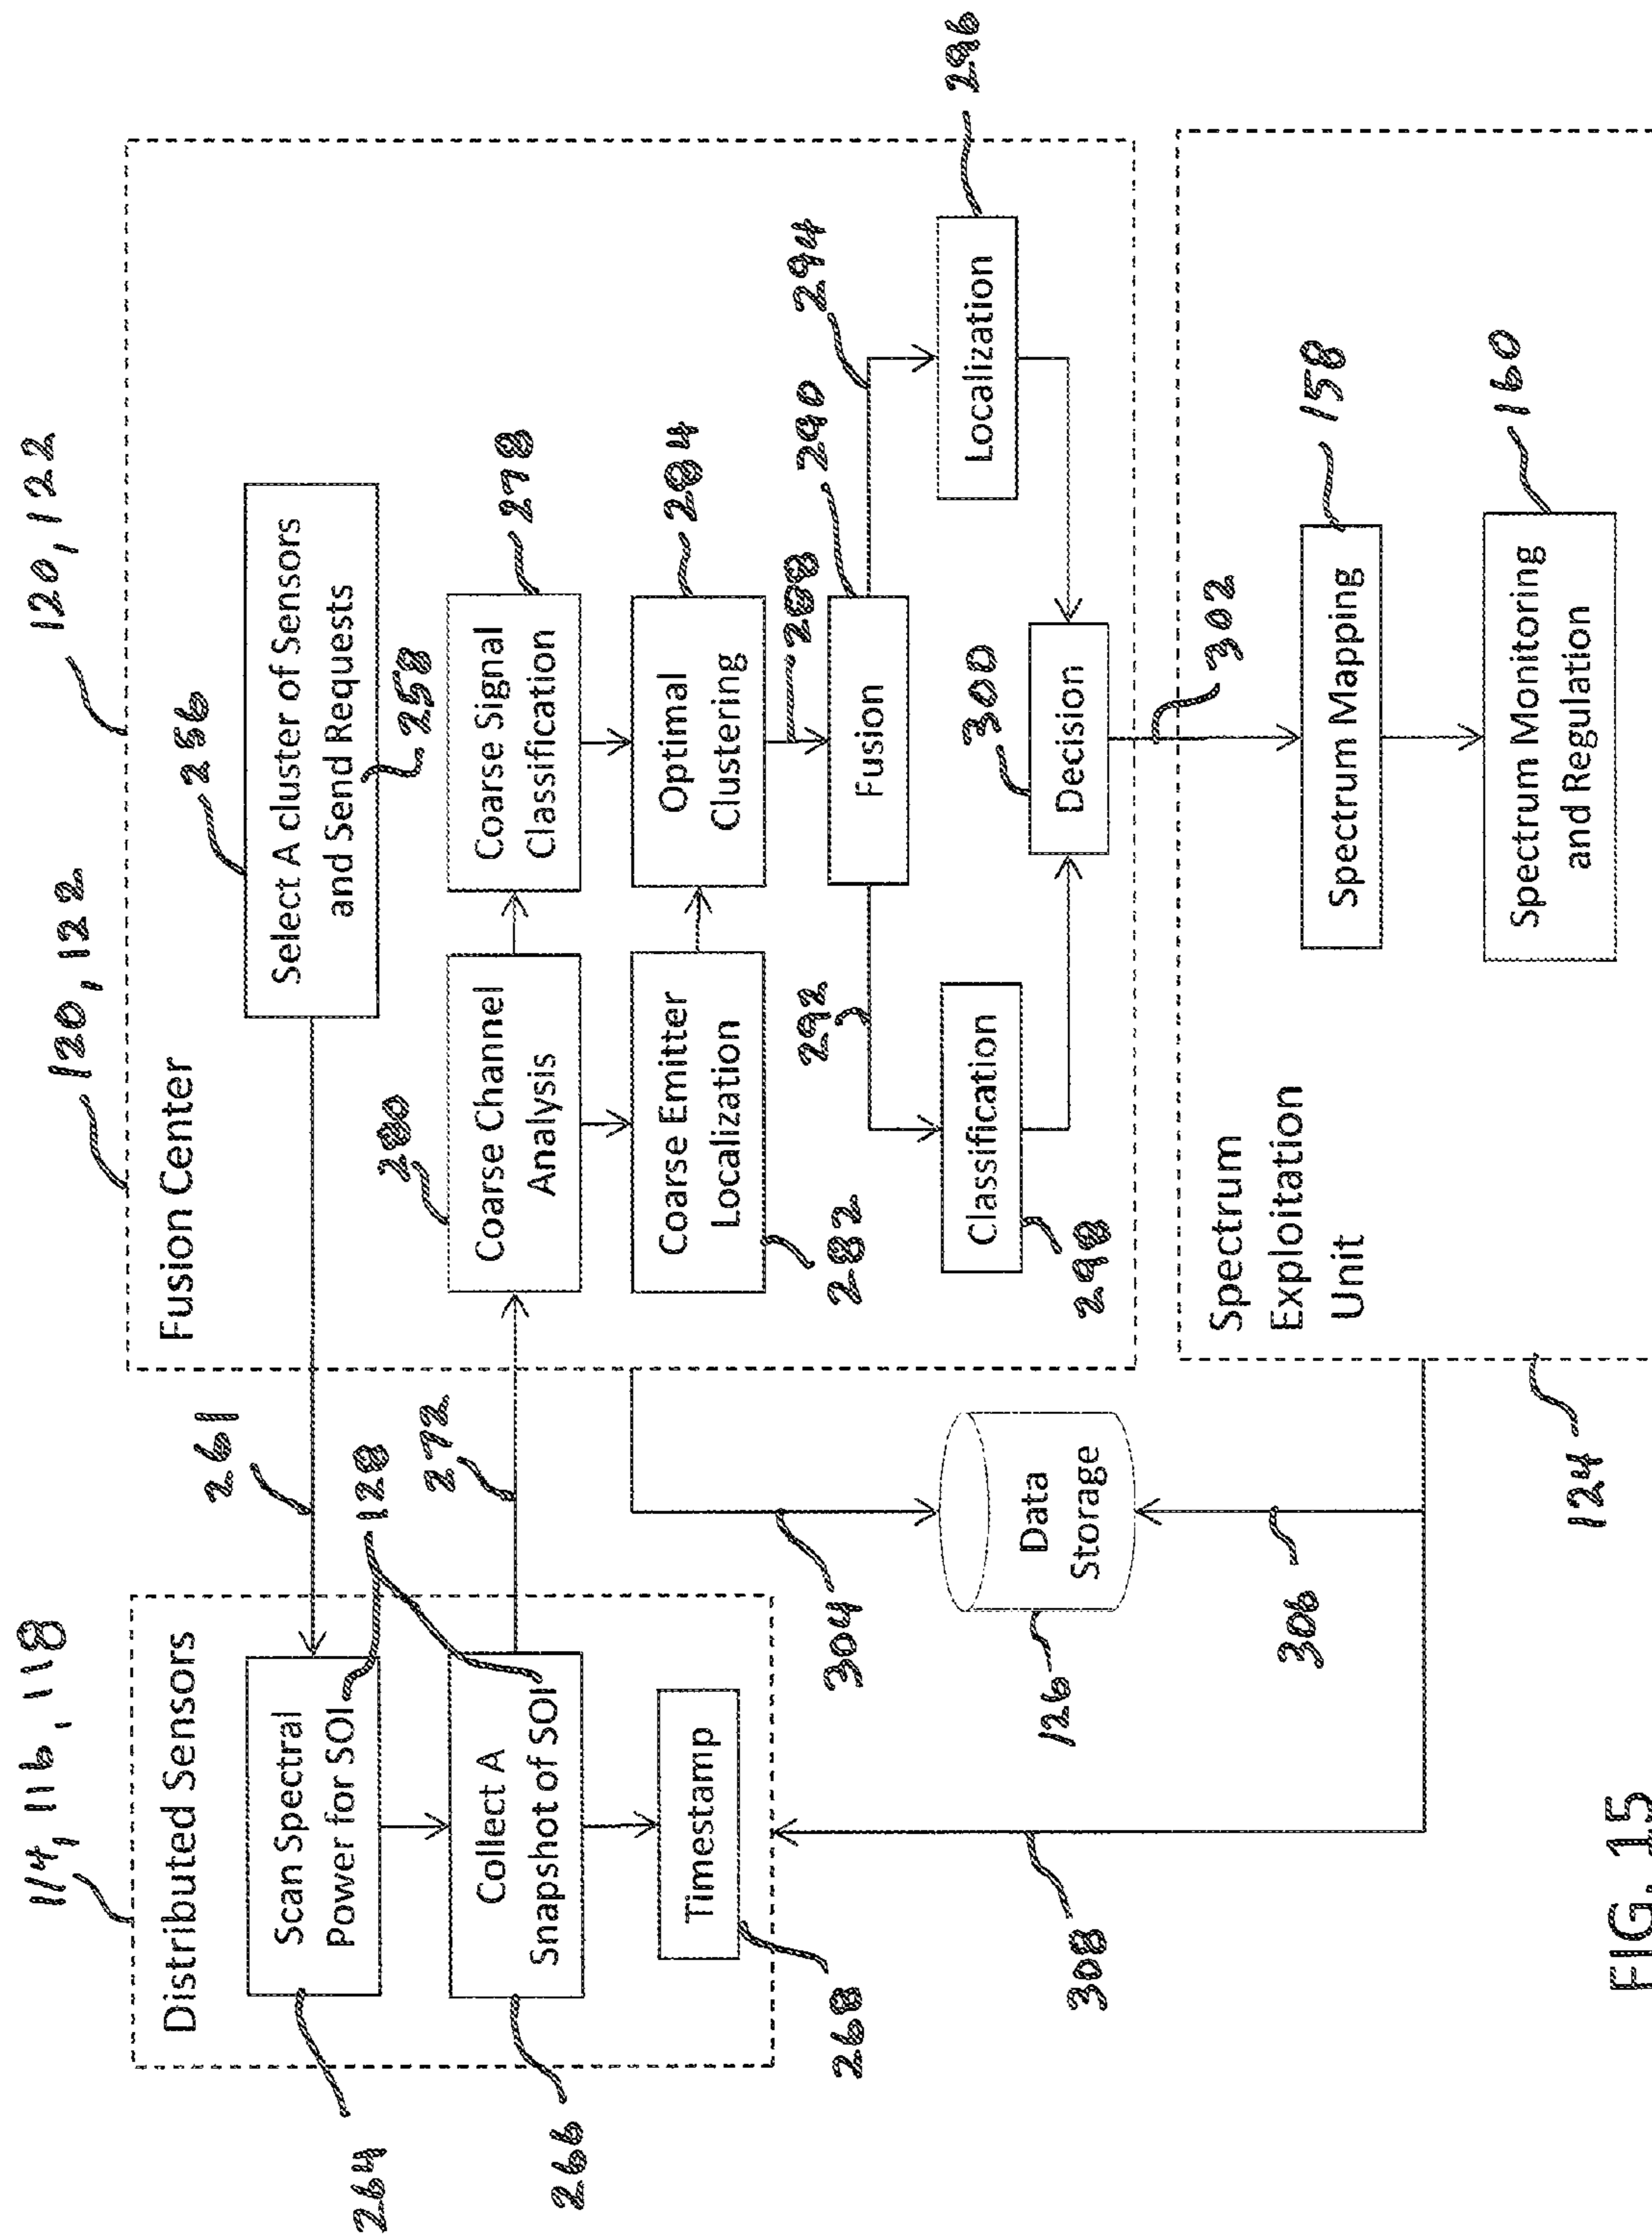 114, 116, 118
120, 122
120, 122
Distributed Sensors
Fusion Center
256
Select A cluster of Sensors
and Send Requests
258
261
264
Scan Spectral
Power for SOI
128
266
Collect A
Snapshot of SOI
272
280
Coarse Channel
Analysis
Coarse Signal
Classification
278
268
Timestamp
282
Coarse Emitter
Localization
Optimal
Clustering
284
288
Fusion
290
292
294
304
298
Classification
Localization
296
300
Decision
126
Data
Storage
302
306
308
Spectrum
Exploitation
Unit
Spectrum Mapping
158
Spectrum Monitoring
and Regulation
160
124
FIG. 15